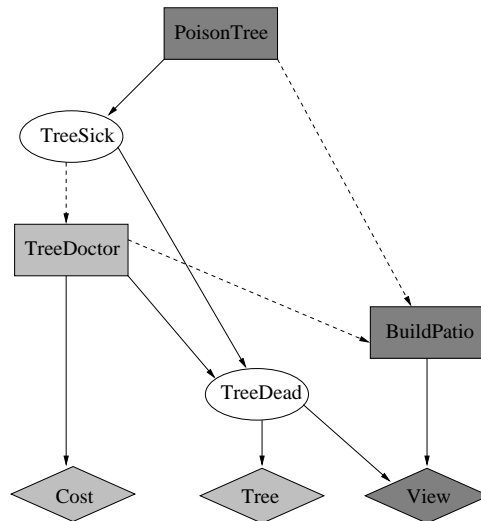 PoisonTree
TreeSick
TreeDoctor
BuildPatio
TreeDead
Cost
Tree
View